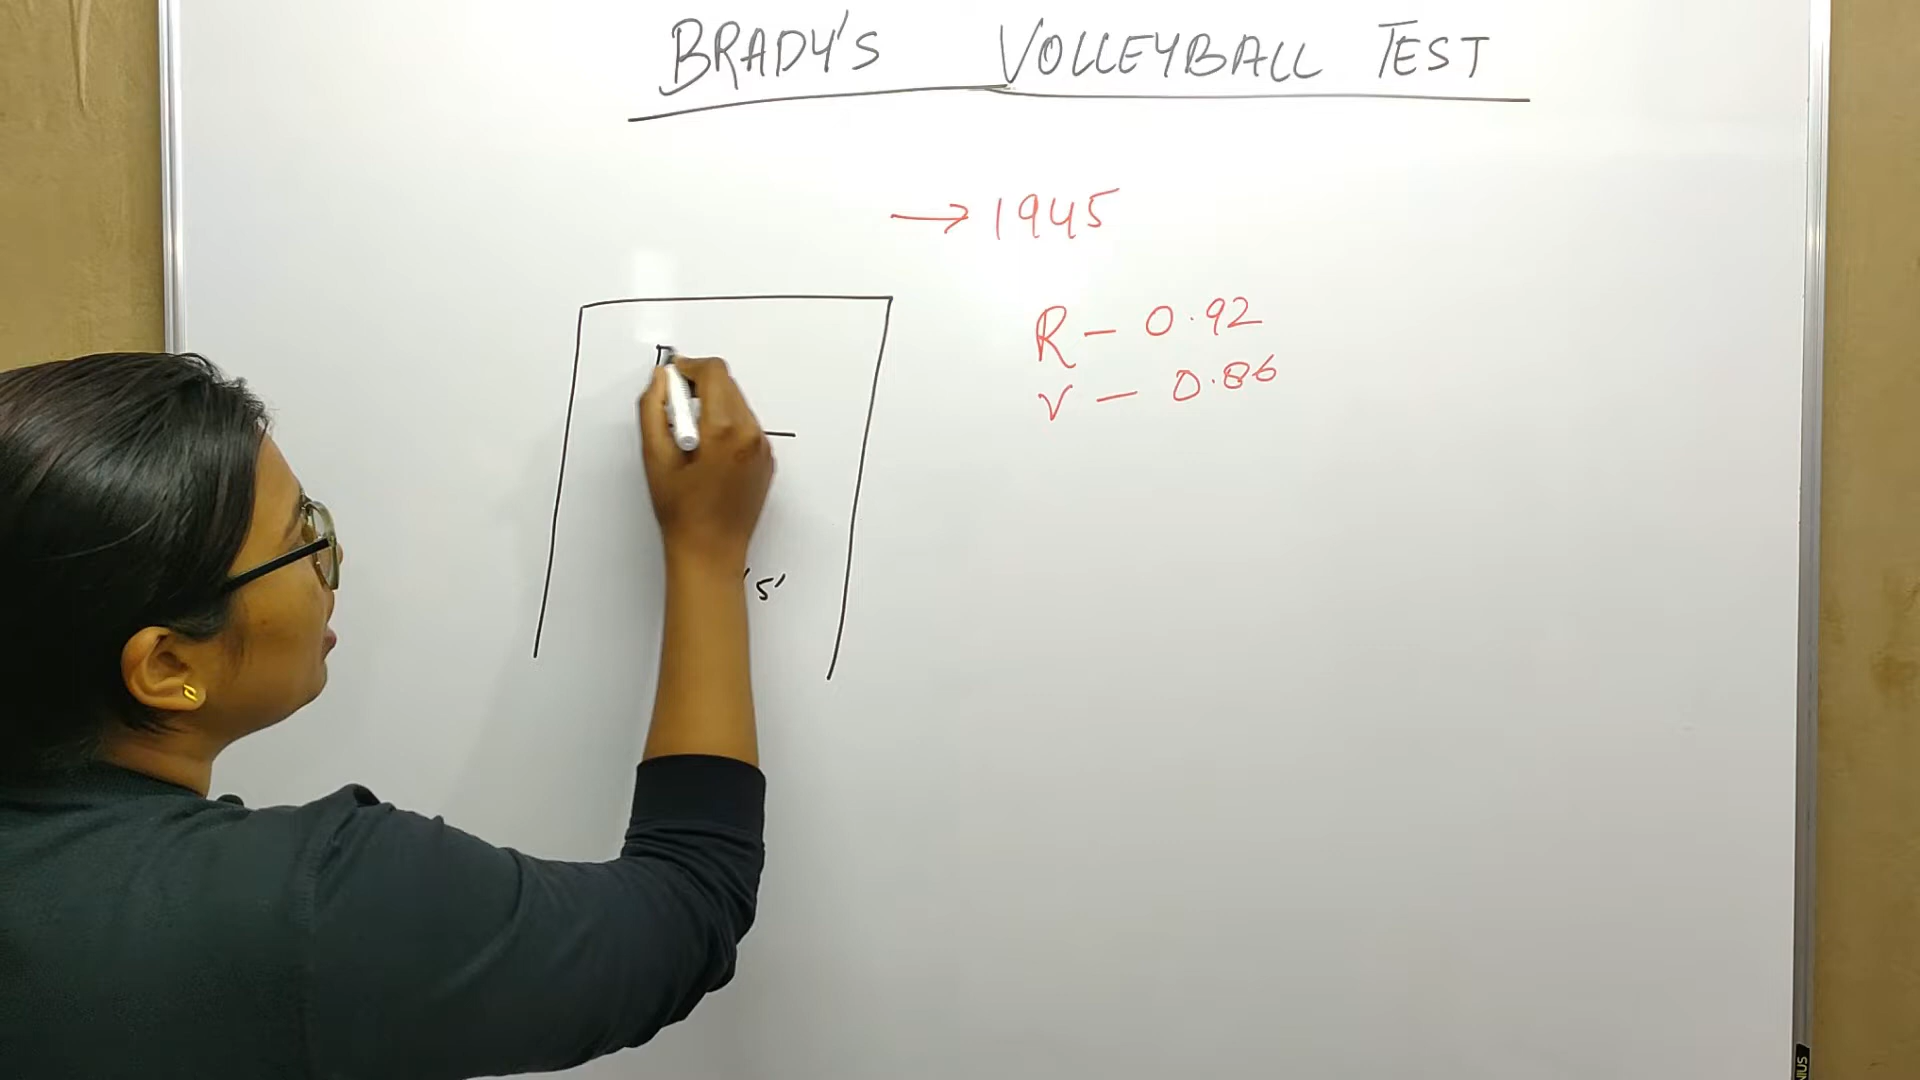 BRADY'S VOLLEYBALL TEST
→ 1945
R - 0.92
V - 0.86
5'